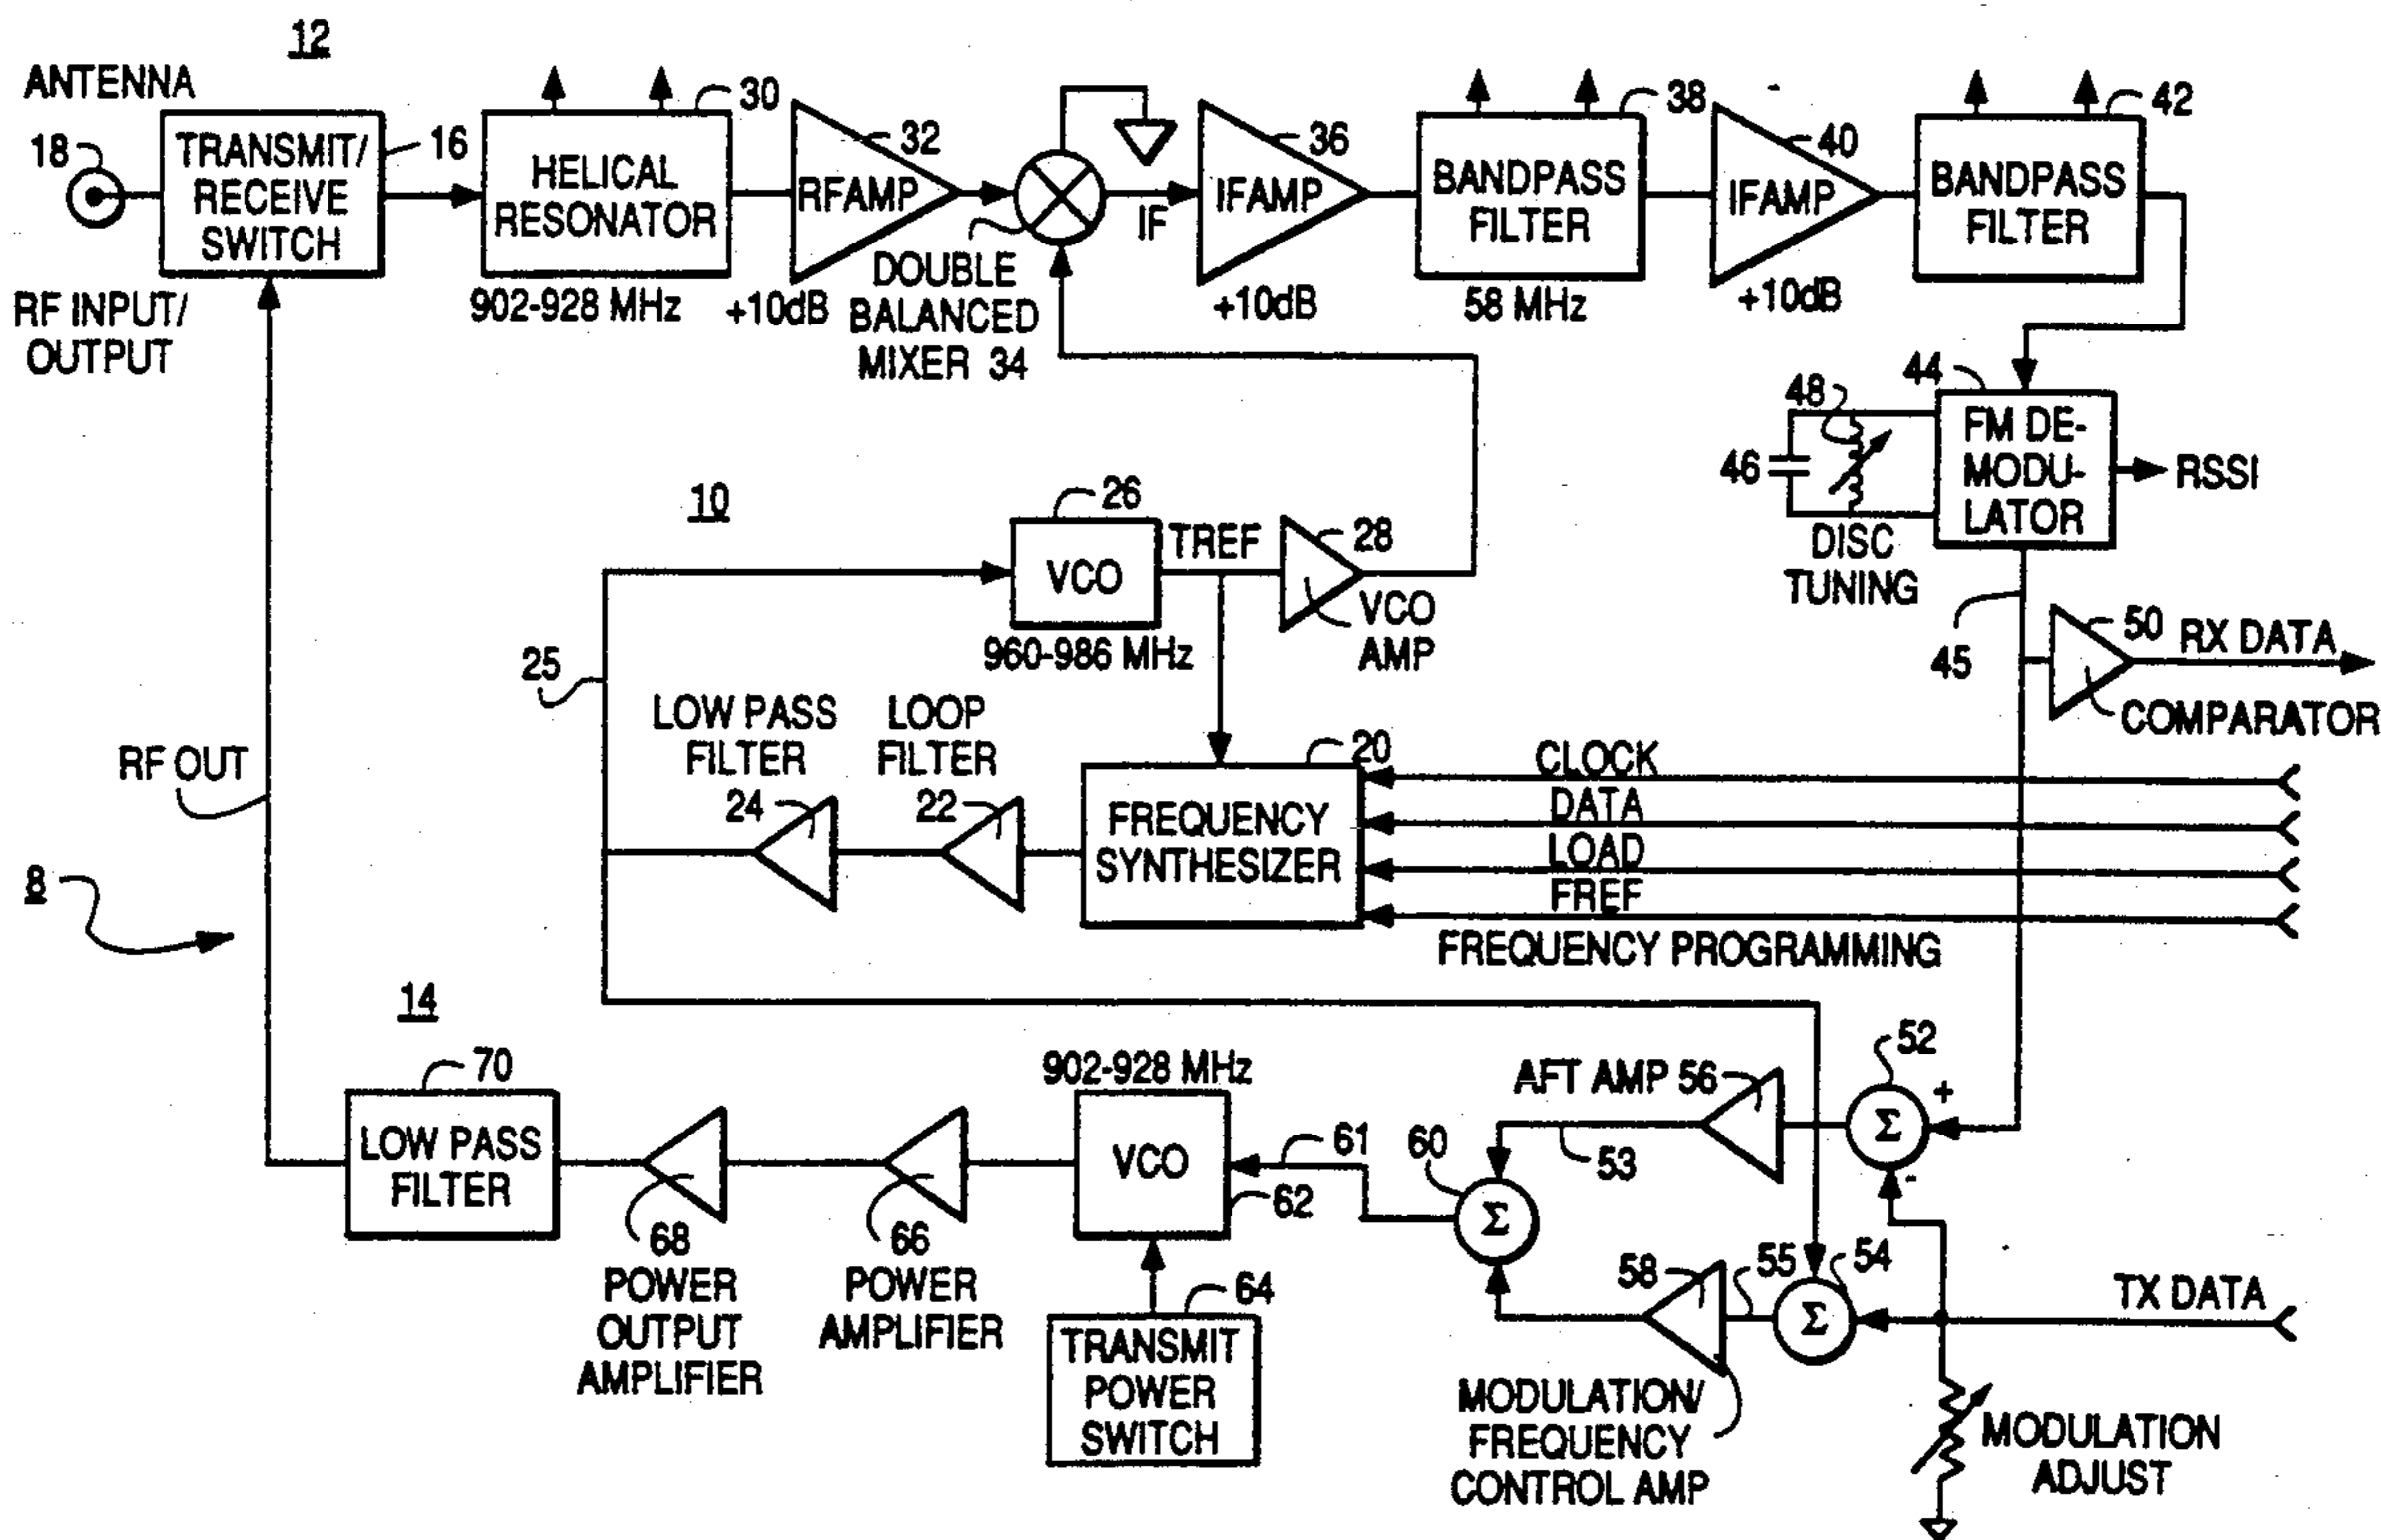 12
ANTENNA
18
TRANSMIT/
RECEIVE
SWITCH
16
RF INPUT/
OUTPUT
HELICAL
RESONATOR
30
902-928 MHz
RFAMP
32
+10dB
DOUBLE
BALANCED
MIXER 34
IF
IFAMP
36
+10dB
BANDPASS
FILTER
38
58 MHz
IFAMP
40
+10dB
BANDPASS
FILTER
42
44
FM DE-
MODU-
LATOR
RSSI
48
46
DISC
TUNING
45
50
RX DATA
COMPARATOR
10
26
VCO
960-986 MHz
TREF
28
VCO
AMP
25
LOW PASS
FILTER
24
LOOP
FILTER
22
20
FREQUENCY
SYNTHESIZER
CLOCK
DATA
LOAD
FREF
FREQUENCY PROGRAMMING
RF OUT
8
14
70
LOW PASS
FILTER
68
POWER
OUTPUT
AMPLIFIER
66
POWER
AMPLIFIER
902-928 MHz
VCO
62
64
TRANSMIT
POWER
SWITCH
61
60
Σ
53
AFT AMP 56
52
Σ
+
-
58
55
54
Σ
MODULATION/
FREQUENCY
CONTROL AMP
TX DATA
MODULATION
ADJUST